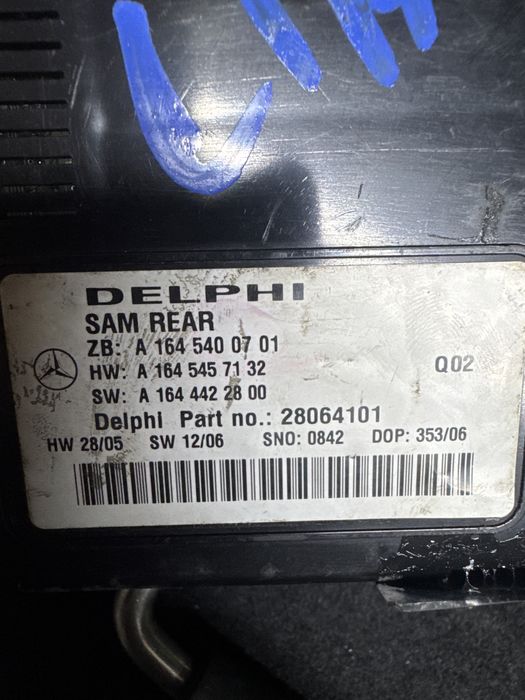 DELPHI
SAM REAR
ZB: A 164 540 07 01
HW: A 164 545 71 32
Q02
SW: A 164 442 28 00
Delphi Part no.: 28064101
HW 28/05 SW 12/06 SNO: 0842 DOP: 353/06